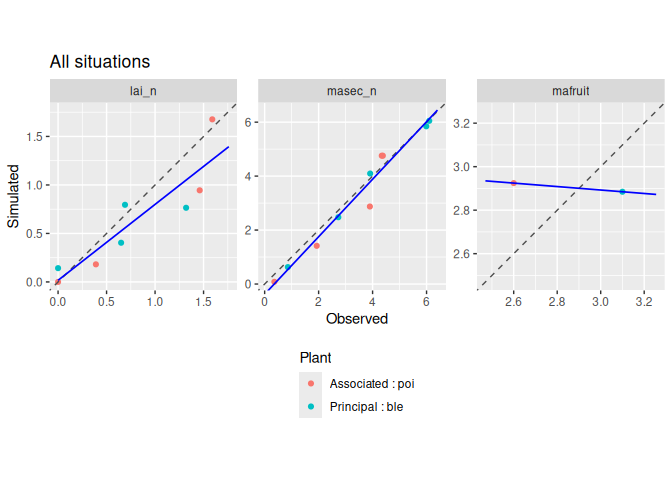 All situations
lai_n masec_n mafruit
Simulated
1.5
1.0
0.5
0.0
6
4
2
0
3.2
3.0
2.8
2.6
0.0 0.5 1.0 1.5 0 2 4 6 2.6 2.8 3.0 3.2
Observed
Plant
Associated : poi
Principal : ble